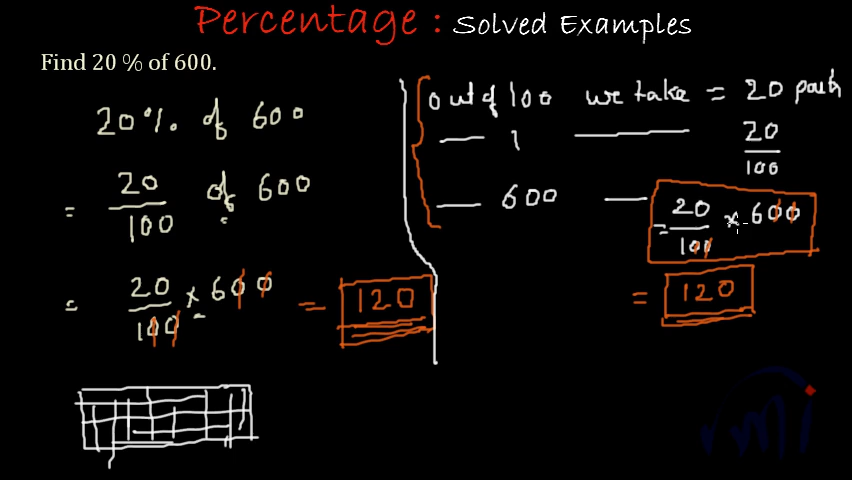 Percentage : Solved Examples
Find 20 % of 600.
20% of 600
= 20/100 of 600
= 20/100 × 600 = 120
out of 100 we take = 20 parts
— 1 — 20/100
— 600 — = 20/100 × 600
= 120
rmi